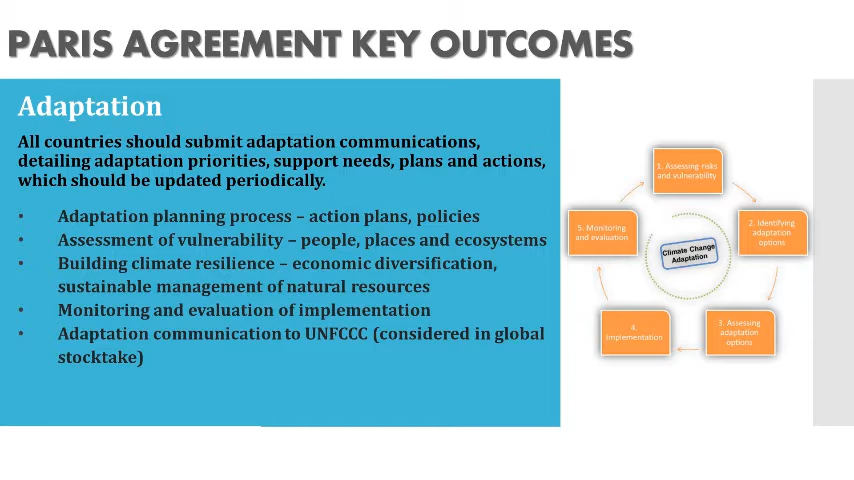 PARIS AGREEMENT KEY OUTCOMES
Adaptation
All countries should submit adaptation communications,
detailing adaptation priorities, support needs, plans and actions,
which should be updated periodically.
• Adaptation planning process – action plans, policies
• Assessment of vulnerability – people, places and ecosystems
• Building climate resilience – economic diversification,
sustainable management of natural resources
• Monitoring and evaluation of implementation
• Adaptation communication to UNFCCC (considered in global
stocktake)
1. Assessing risks
and vulnerability
2. Identifying
adaptation
options
3. Assessing
adaptation
options
4.
Implementation
5. Monitoring
and evaluation
Climate Change
Adaptation